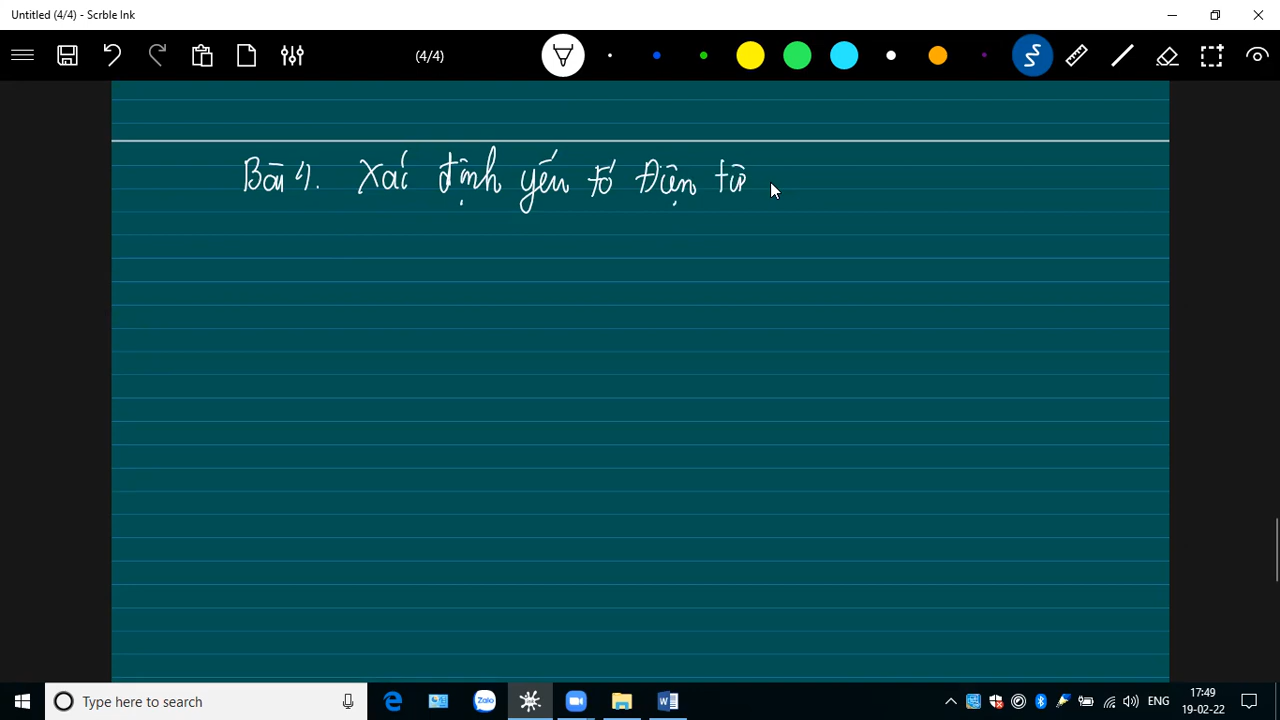 Untitled (4/4) - Scrble Ink
(4/4)
Bài 4. Xác định yếu tố Điện từ
Type here to search
Zalo
ENG
17:49
19-02-22